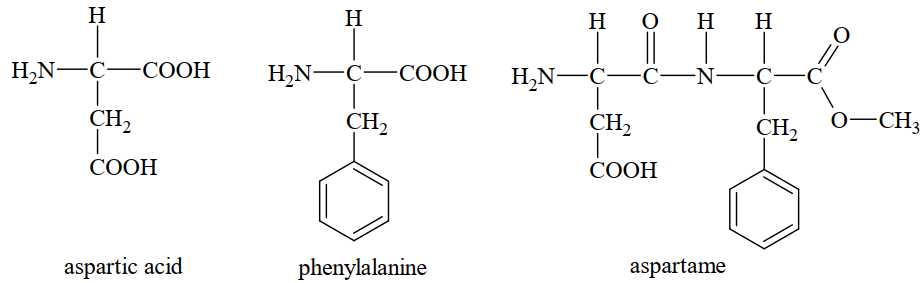 H
H₂N C COOH
CH₂
COOH
aspartic acid
H
H₂N C COOH
CH₂
phenylalanine
H O H H O
H₂N C C N C C
CH₂ CH₂ O CH₃
COOH
aspartame